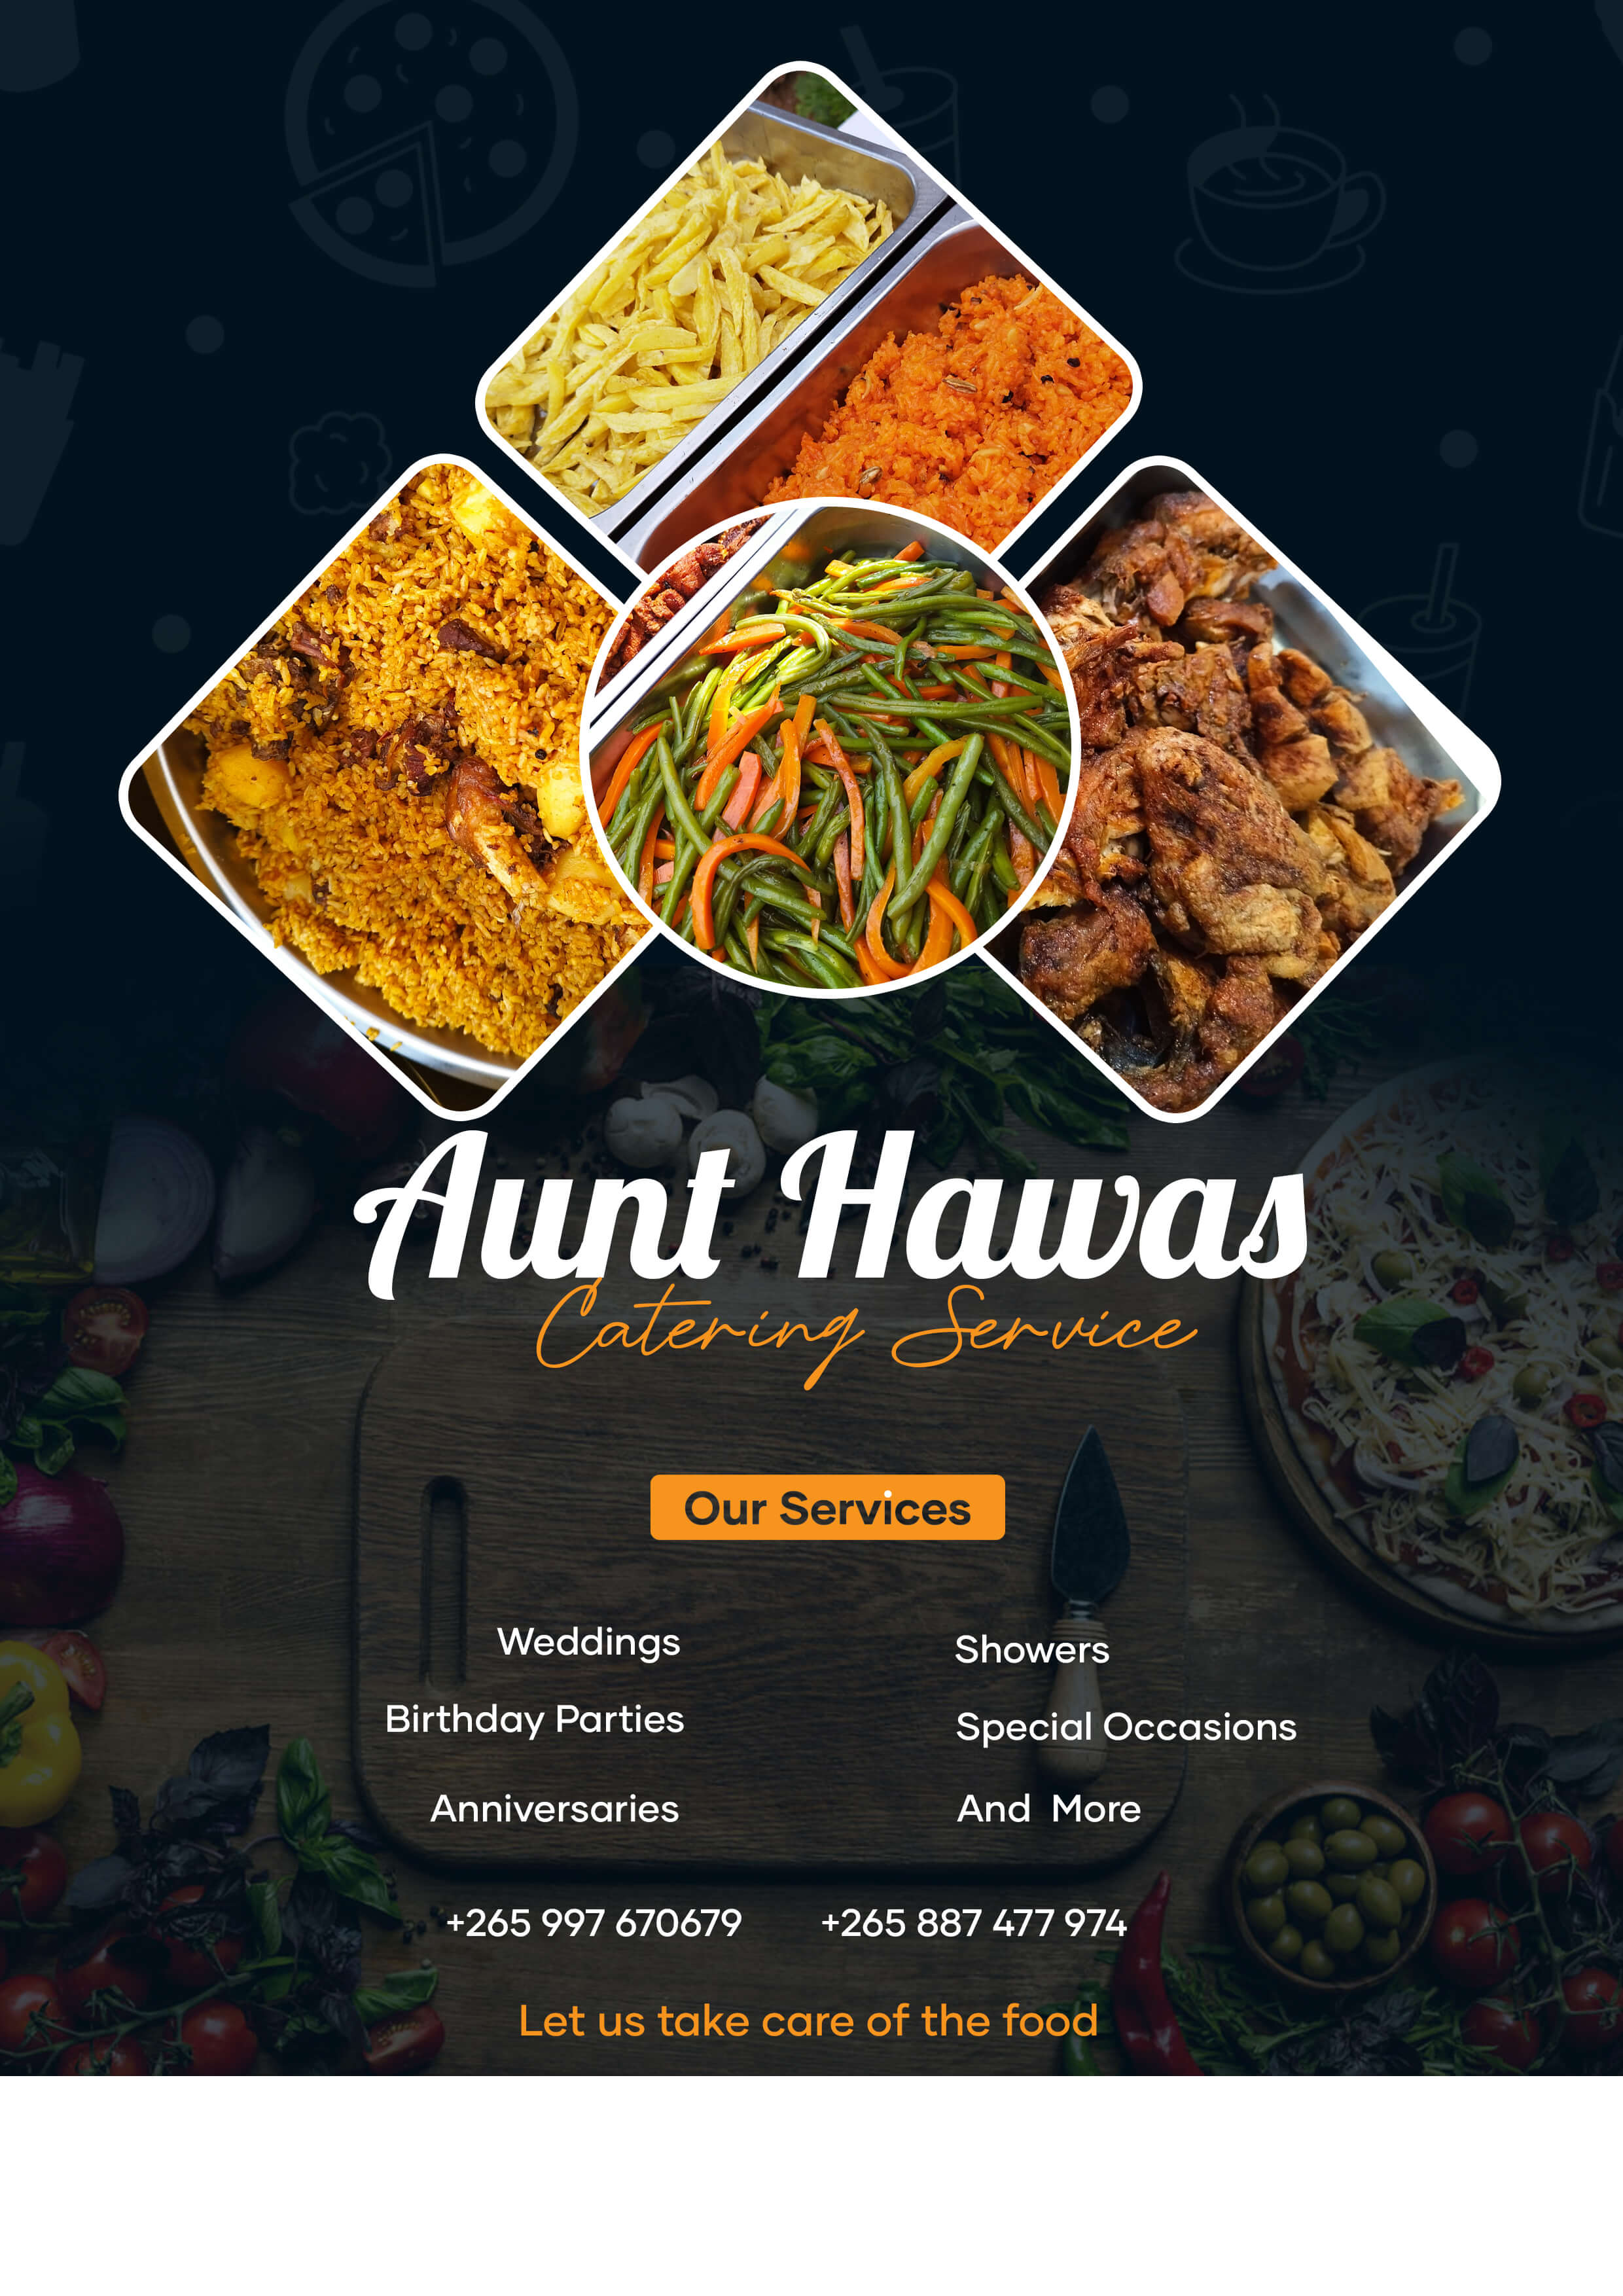 Aunt Hawas
Catering Service
Our Services
Weddings
Showers
Birthday Parties
Special Occasions
Anniversaries
And More
+265 997 670679
+265 887 477 974
Let us take care of the food